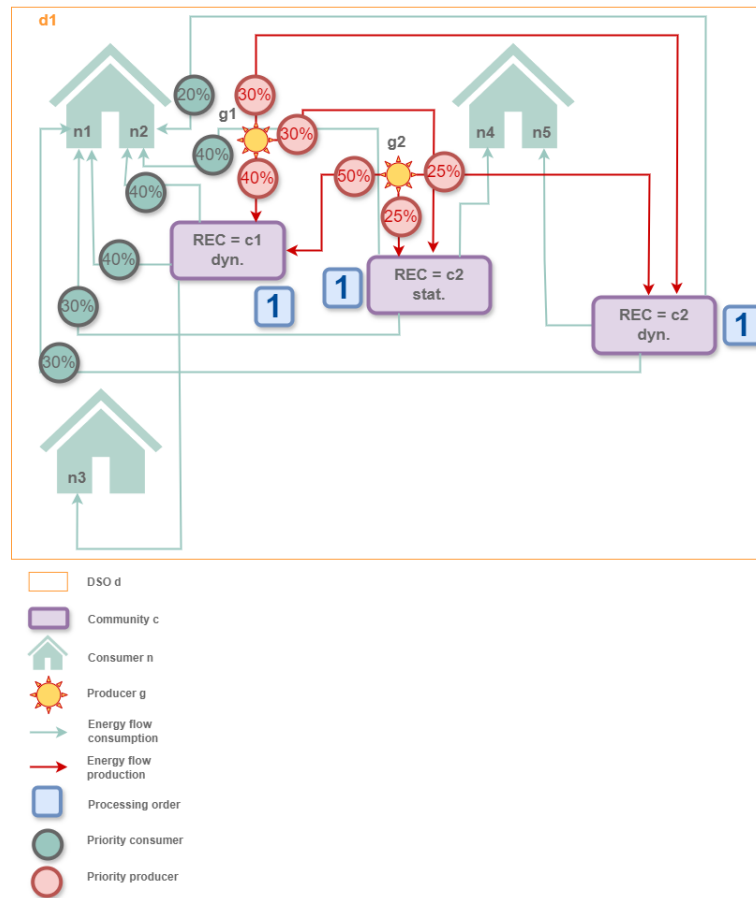 d1
20%
30%
g1
n1
n2
30%
n4
n5
g2
40%
40%
50%
25%
40%
25%
REC = c1
dyn.
40%
REC = c2
stat.
1
1
30%
REC = c2
dyn.
1
30%
n3
DSO d
Community c
Consumer n
Producer g
Energy flow
consumption
Energy flow
production
Processing order
Priority consumer
Priority producer